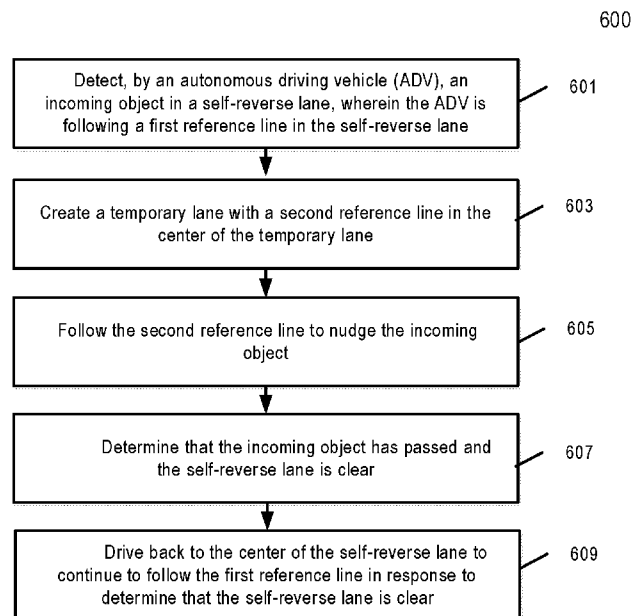 600
Detect, by an autonomous driving vehicle (ADV), an
incoming object in a self-reverse lane, wherein the ADV is
following a first reference line in the self-reverse lane
601
Create a temporary lane with a second reference line in the
center of the temporary lane
603
Follow the second reference line to nudge the incoming
object
605
Determine that the incoming object has passed and
the self-reverse lane is clear
607
Drive back to the center of the self-reverse lane to
continue to follow the first reference line in response to
determine that the self-reverse lane is clear
609